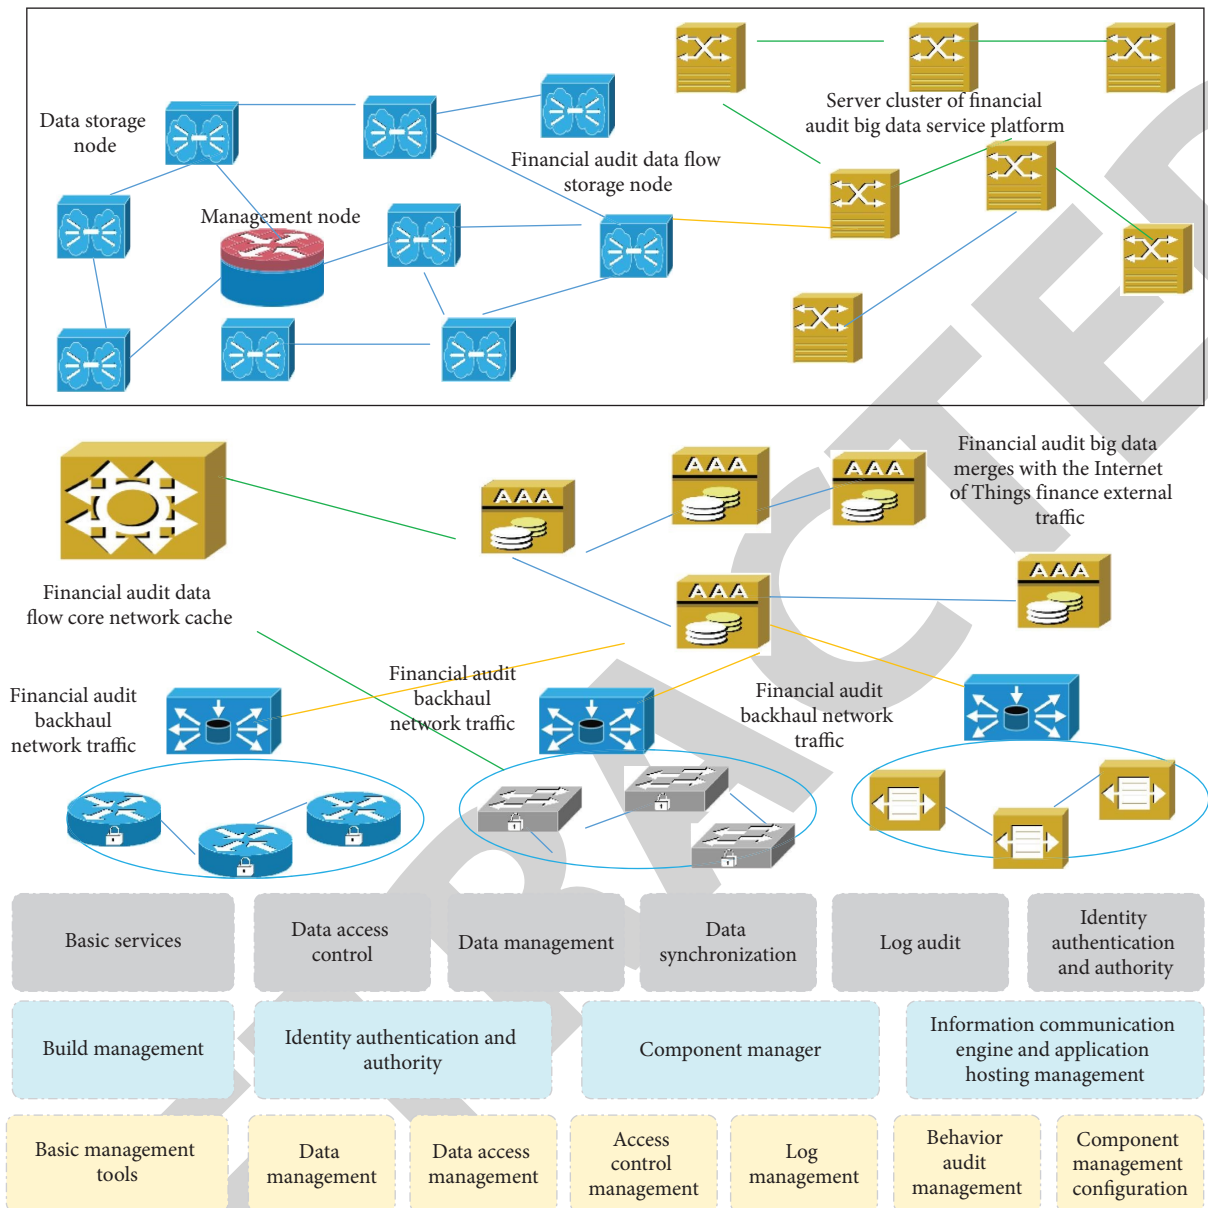 Data storage
node
Management node
Financial audit data flow
storage node
Server cluster of financial
audit big data service platform
AAA
AAA
AAA
AAA
AAA
Financial audit big data
merges with the Internet
of Things finance external
traffic
Financial audit data
flow core network cache
Financial audit
backhaul
network traffic
Financial audit
backhaul
network traffic
Financial audit
backhaul network
traffic
Basic services
Data access
control
Data management
Data
synchronization
Log audit
Identity
authentication
and authority
Build management
Identity authentication and
authority
Component manager
Information communication
engine and application
hosting management
Basic management
tools
Data
management
Data access
management
Access
control
management
Log
management
Behavior
audit
management
Component
management
configuration